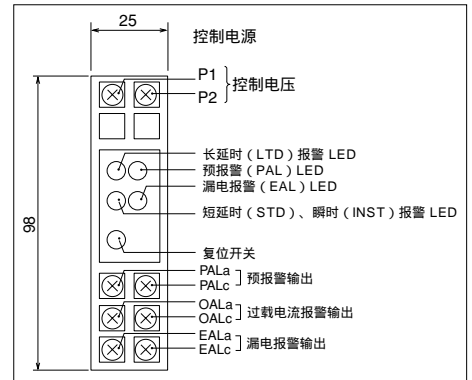 25
控制电源
P1
控制电压
P2
98
长延时（LTD）报警 LED
预报警（PAL）LED
漏电报警（EAL）LED
短延时（STD）、瞬时（INST）报警 LED
复位开关
PALa
预报警输出
PALc
OALa
过载电流报警输出
OALc
EALa
漏电报警输出
EALc